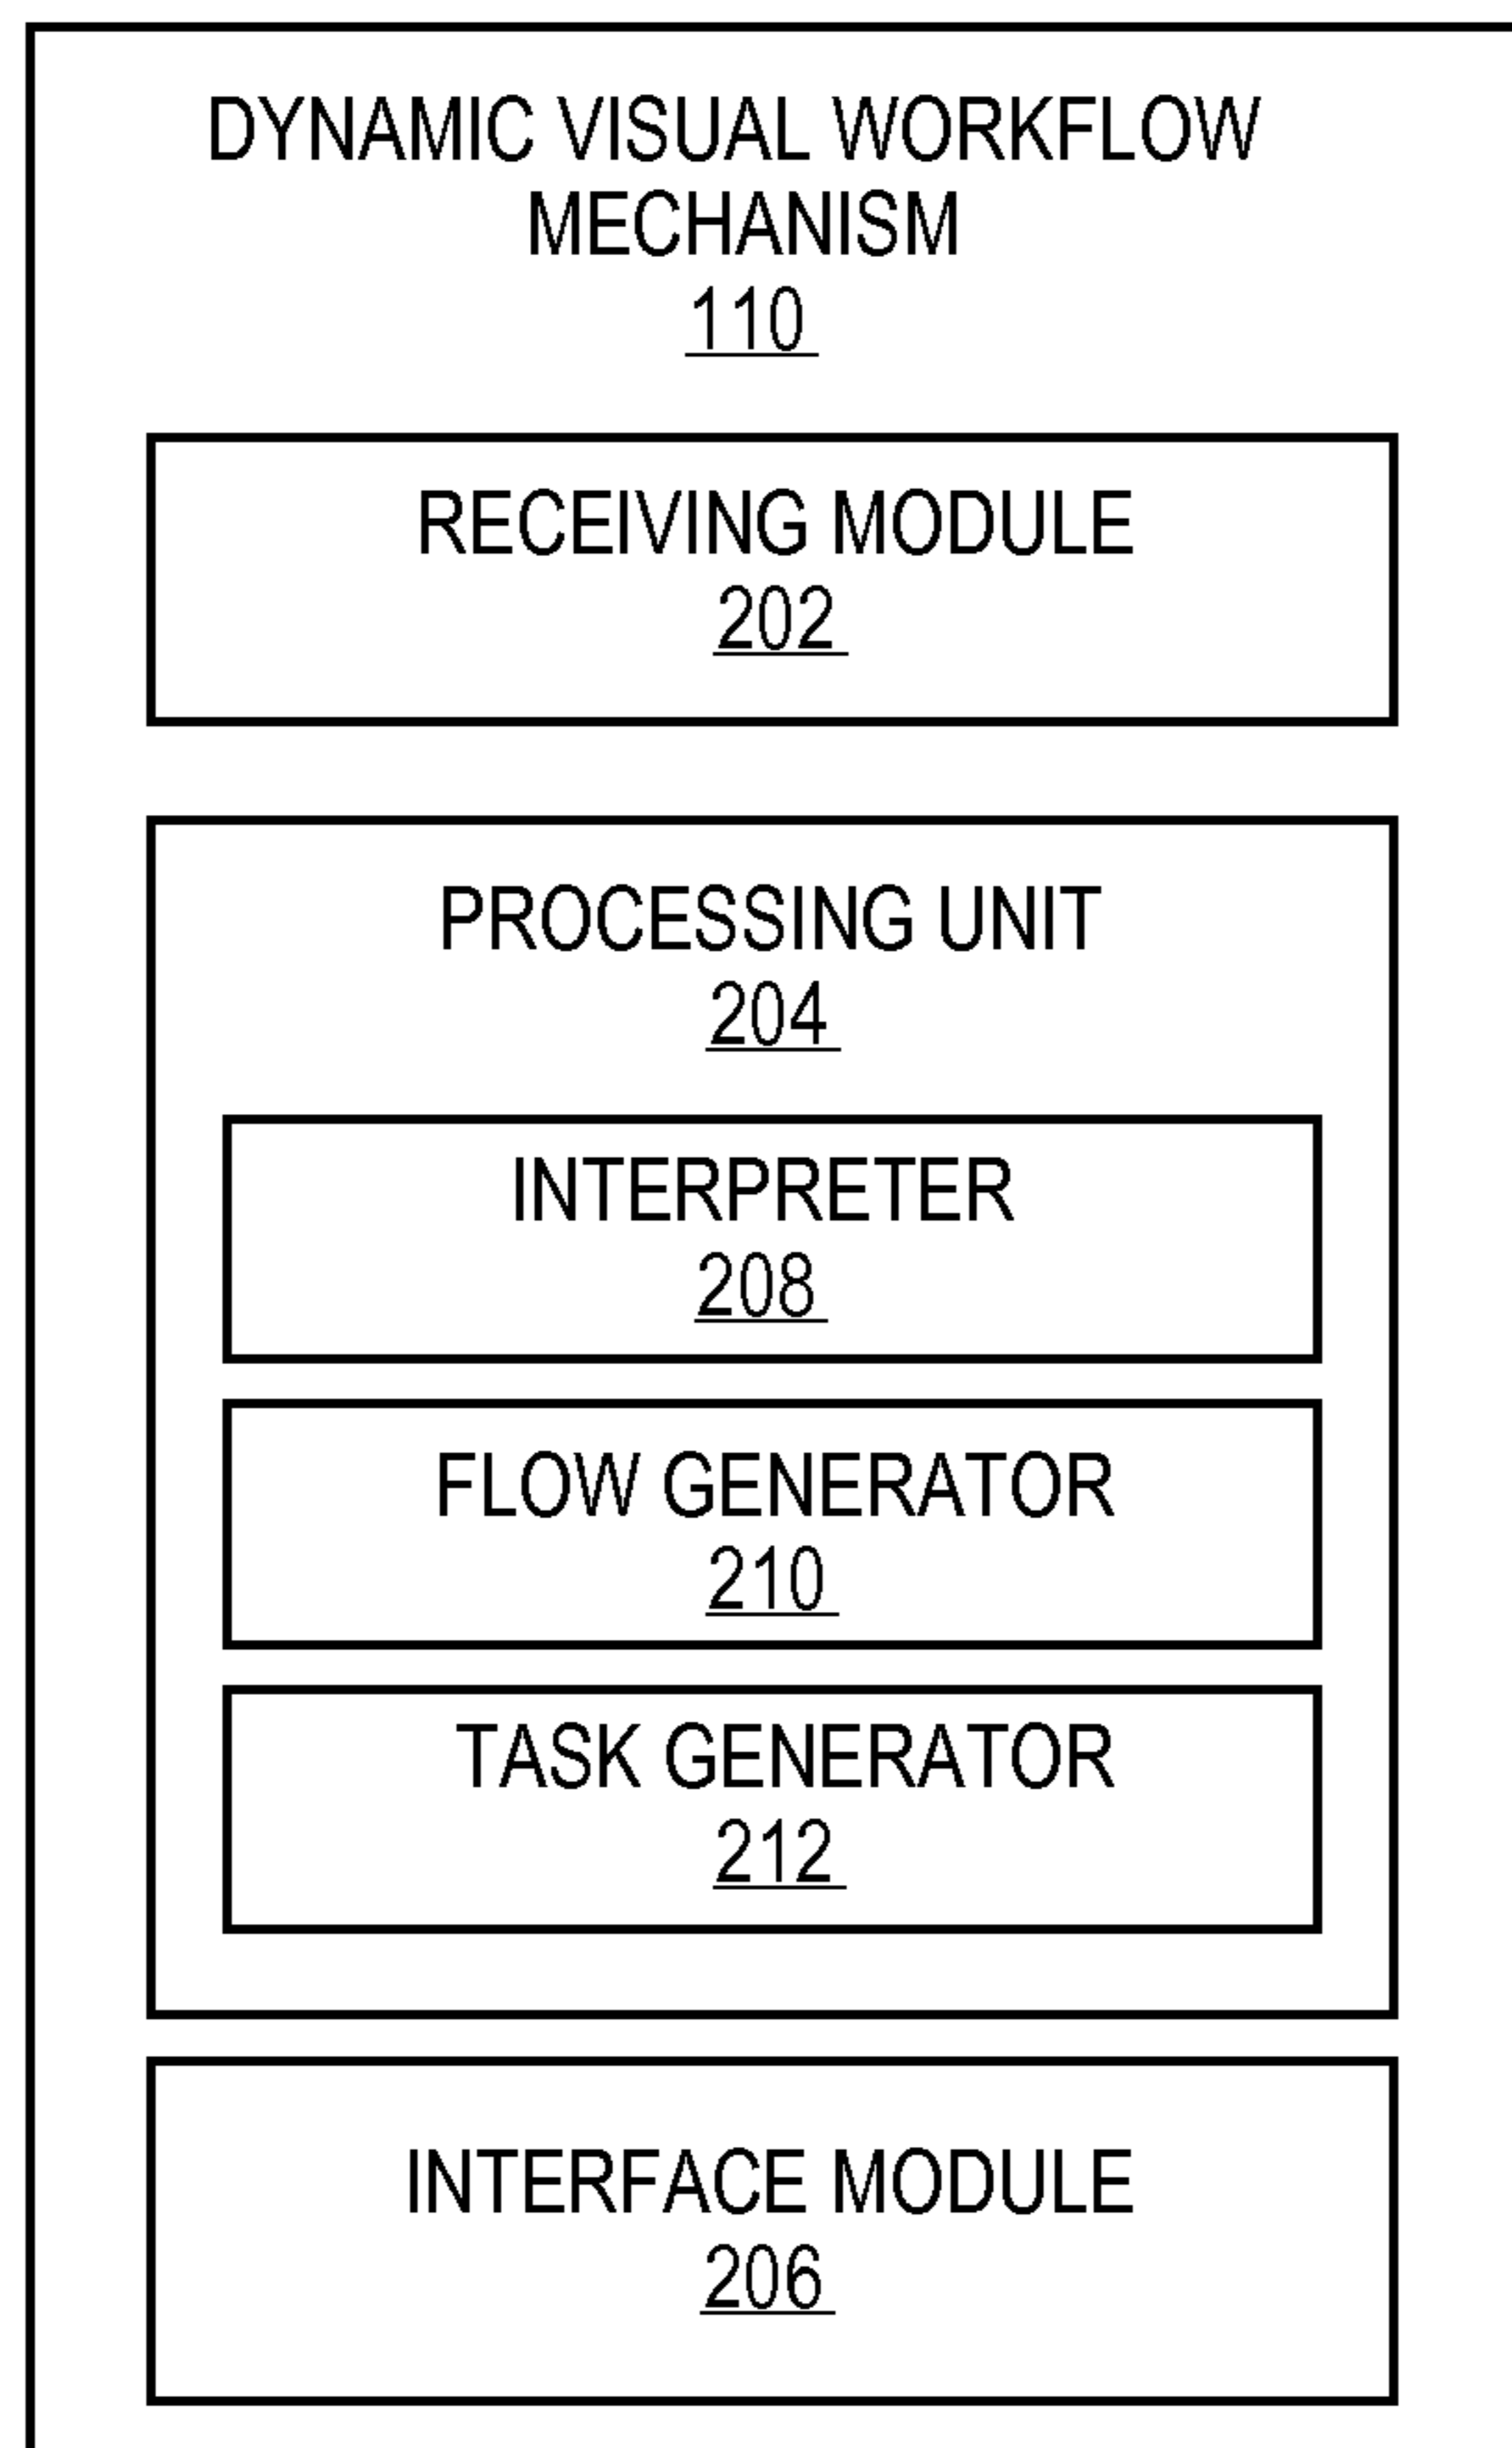 DYNAMIC VISUAL WORKFLOW
MECHANISM
110
RECEIVING MODULE
202
PROCESSING UNIT
204
INTERPRETER
208
FLOW GENERATOR
210
TASK GENERATOR
212
INTERFACE MODULE
206